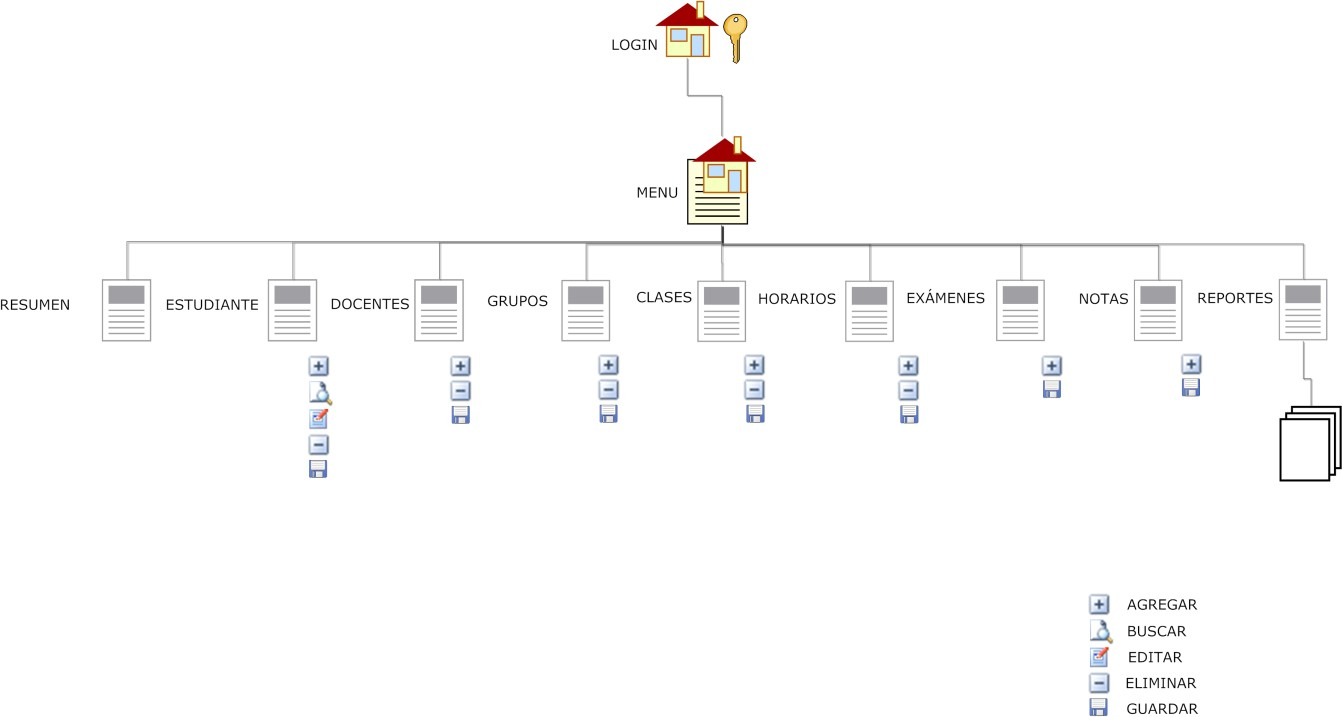 LOGIN
MENU
RESUMEN
ESTUDIANTE
DOCENTES
GRUPOS
CLASES
HORARIOS
EXÁMENES
NOTAS
REPORTES
AGREGAR
BUSCAR
EDITAR
ELIMINAR
GUARDAR